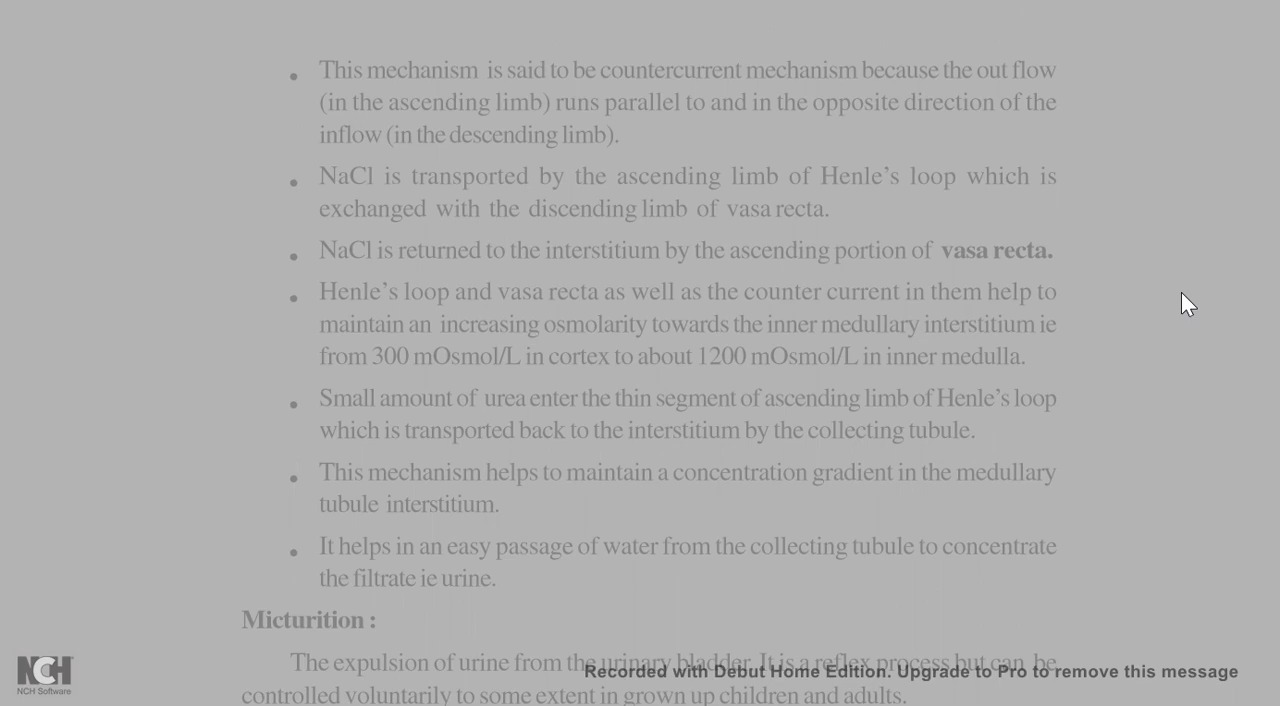 • This mechanism is said to be countercurrent mechanism because the out flow
(in the ascending limb) runs parallel to and in the opposite direction of the
inflow (in the descending limb).
• NaCl is transported by the ascending limb of Henle's loop which is
exchanged with the discending limb of vasa recta.
• NaCl is returned to the interstitium by the ascending portion of vasa recta.
• Henle's loop and vasa recta as well as the counter current in them help to
maintain an increasing osmolarity towards the inner medullary interstitium ie
from 300 mOsmol/L in cortex to about 1200 mOsmol/L in inner medulla.
• Small amount of urea enter the thin segment of ascending limb of Henle's loop
which is transported back to the interstitium by the collecting tubule.
• This mechanism helps to maintain a concentration gradient in the medullary
tubule interstitium.
• It helps in an easy passage of water from the collecting tubule to concentrate
the filtrate ie urine.
Micturition :
The expulsion of urine from the urinary bladder. It is a reflex process but can be
controlled voluntarily to some extent in grown up children and adults.
NCH
NCH Software
Recorded with Debut Home Edition. Upgrade to Pro to remove this message